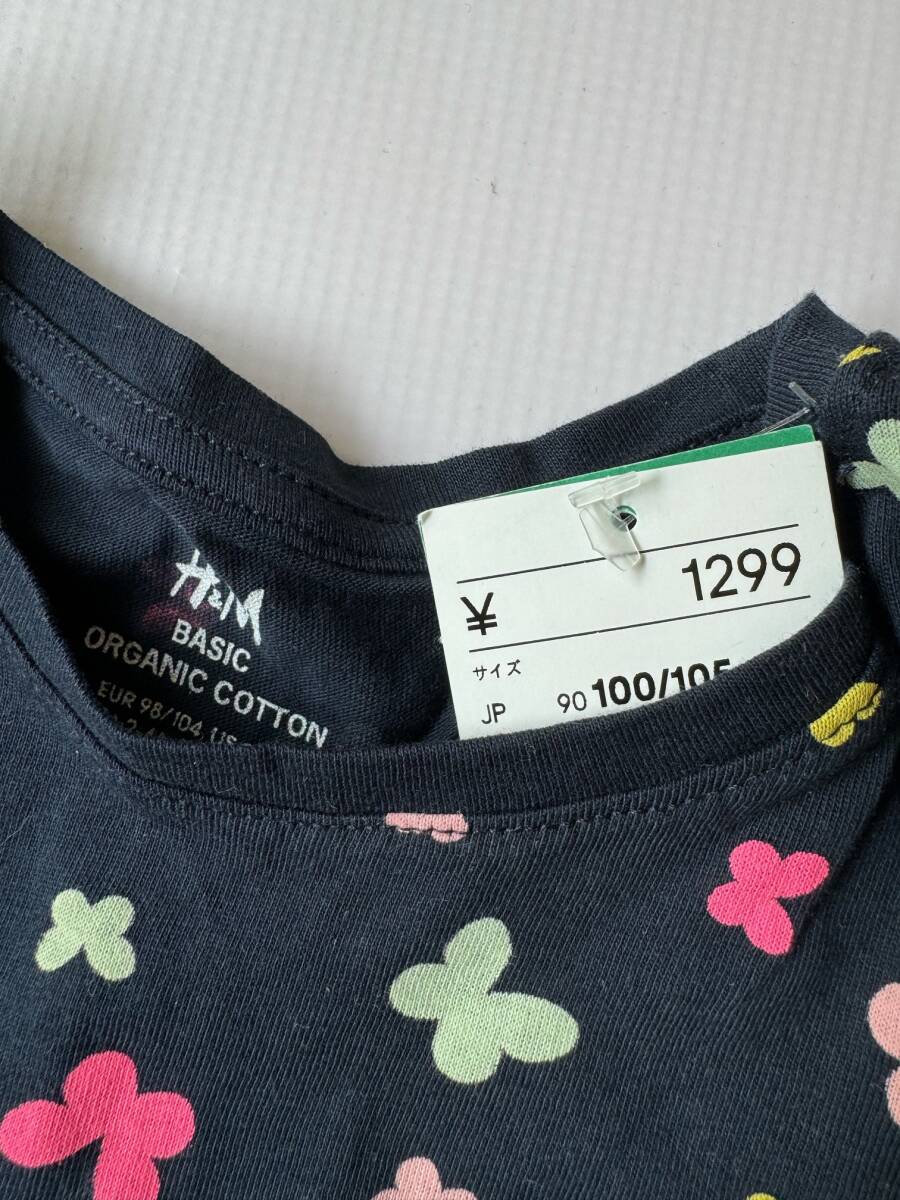 H&M
BASIC
ORGANIC COTTON
EUR 98/104 US
¥ 1299
サイズ
JP 90 100/105